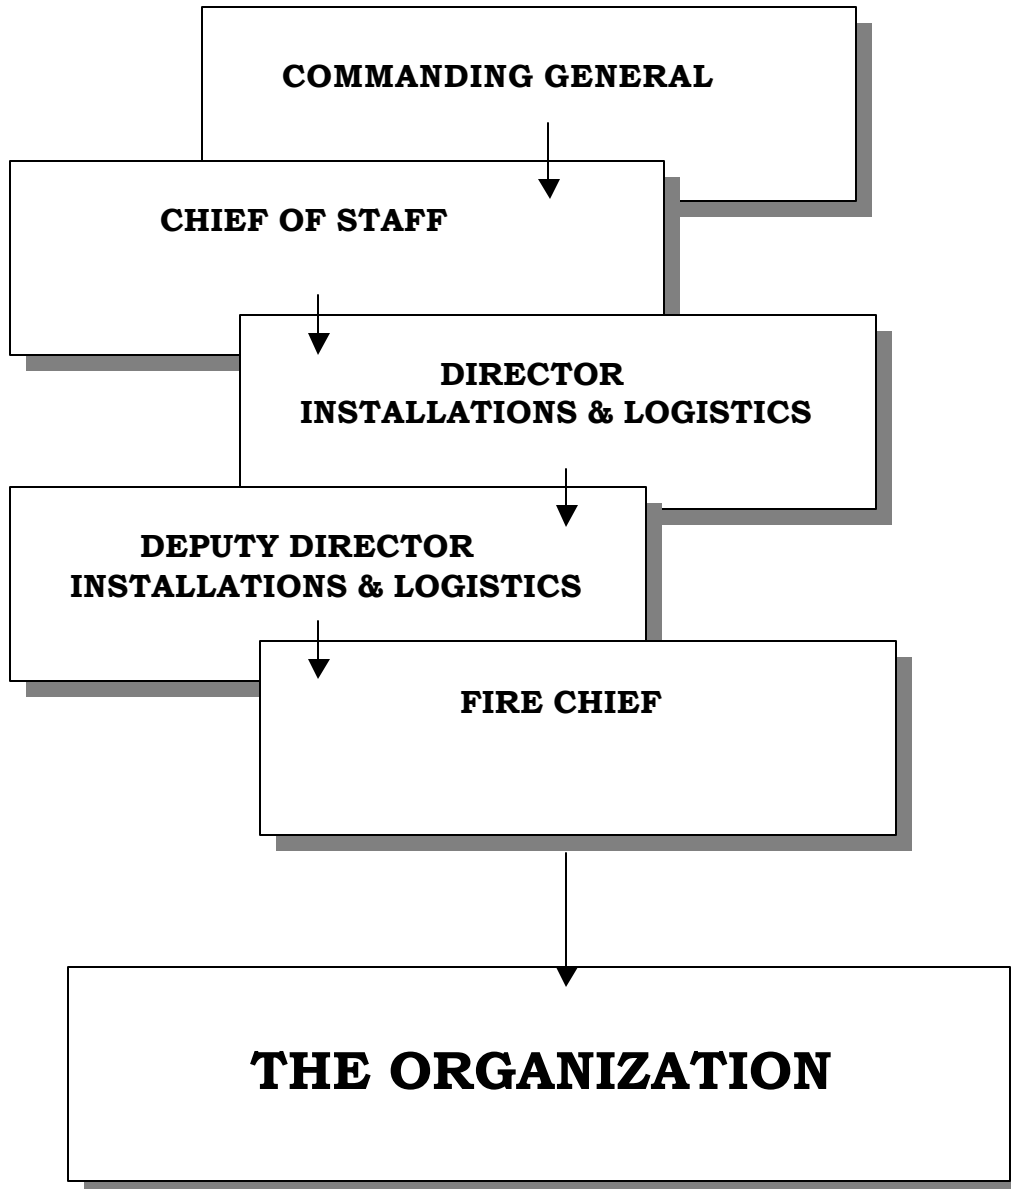 COMMANDING GENERAL
CHIEF OF STAFF
DIRECTOR
INSTALLATIONS & LOGISTICS
DEPUTY DIRECTOR
INSTALLATIONS & LOGISTICS
FIRE CHIEF
THE ORGANIZATION